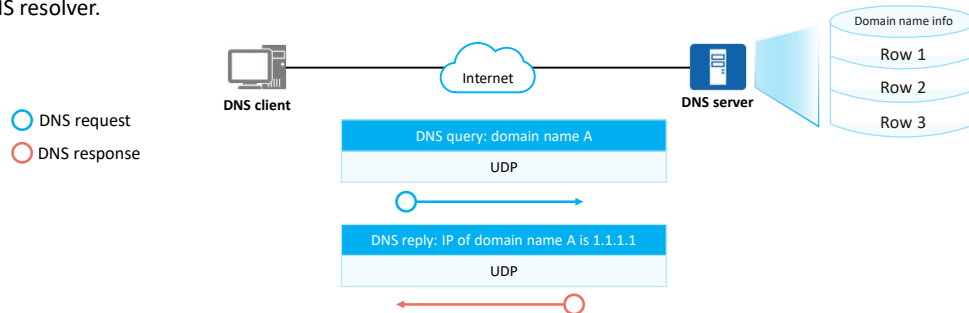 resolver.
Domain name info
Row 1
Row 2
Row 3
Internet
DNS client
DNS server
DNS request
DNS response
DNS query: domain name A
UDP
DNS reply: IP of domain name A is 1.1.1.1
UDP